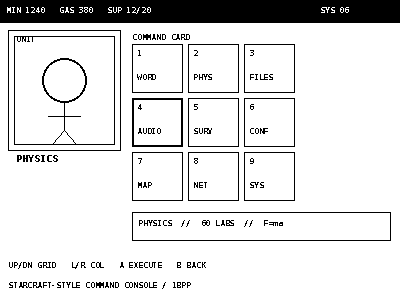 MIN 1240 GAS 380 SUP 12/20 SYS 06
UNIT
COMMAND CARD
1 2 3
WORD PHYS FILES
4 5 6
AUDIO SURV CONF
7 8 9
MAP NET SYS
PHYSICS
PHYSICS // 60 LABS // F=ma
UP/DN GRID L/R COL A EXECUTE B BACK
STARCRAFT-STYLE COMMAND CONSOLE / 1BPP